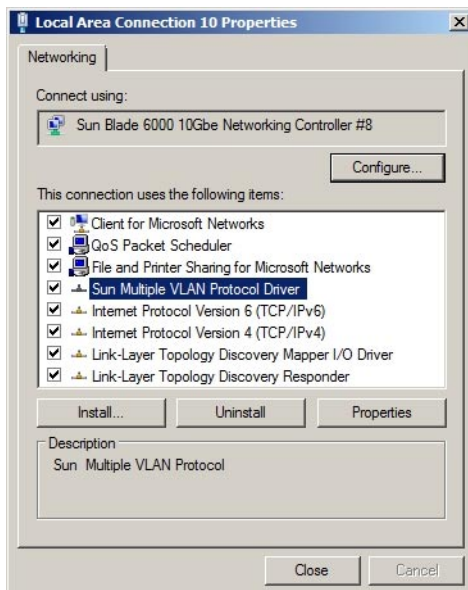 Local Area Connection 10 Properties
Networking
Connect using:
Sun Blade 6000 10Gbe Networking Controller #8
Configure...
This connection uses the following items:
Client for Microsoft Networks
QoS Packet Scheduler
File and Printer Sharing for Microsoft Networks
Sun Multiple VLAN Protocol Driver
Internet Protocol Version 6 (TCP/IPv6)
Internet Protocol Version 4 (TCP/IPv4)
Link-Layer Topology Discovery Mapper I/O Driver
Link-Layer Topology Discovery Responder
Install... Uninstall Properties
Description
Sun Multiple VLAN Protocol
Close Cancel